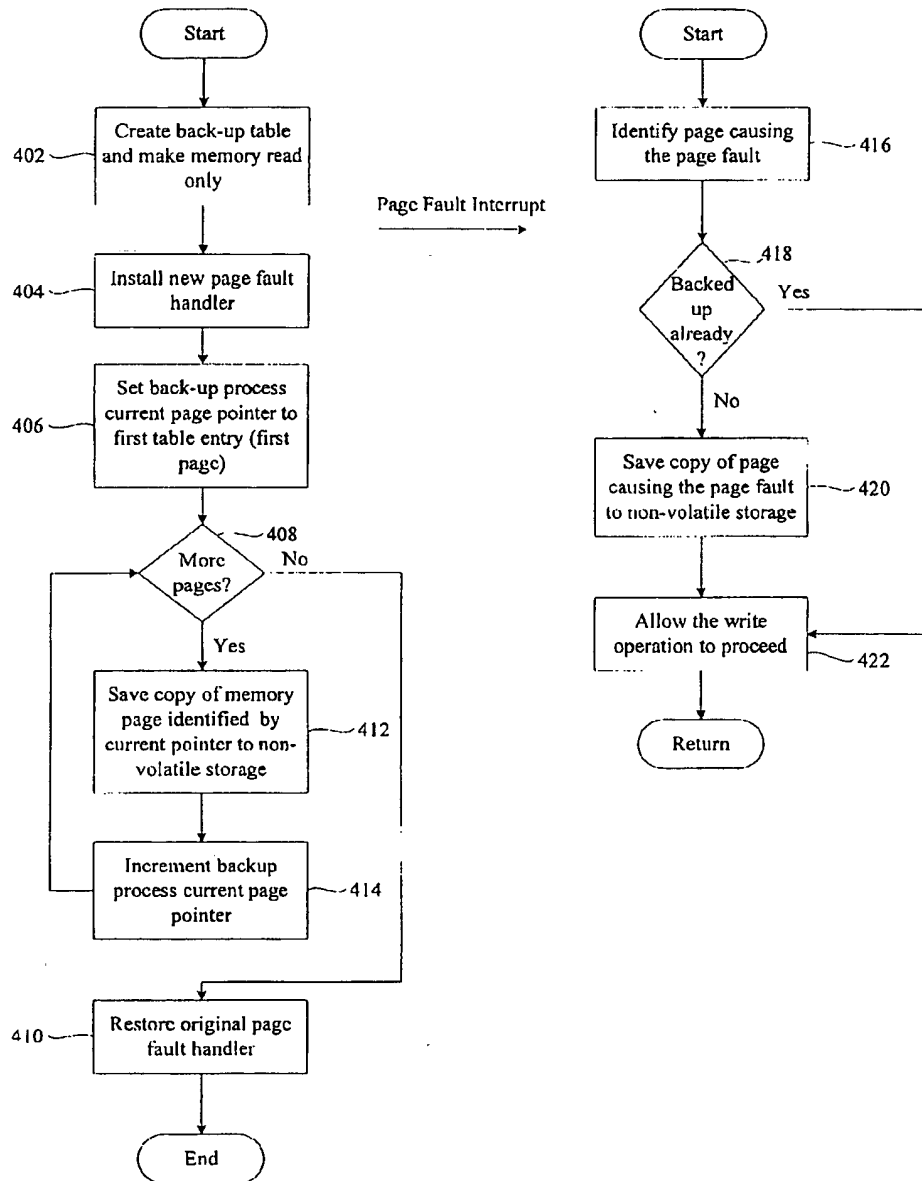 Start
402
Create back-up table
and make memory read
only
404
Install new page fault
handler
406
Set back-up process
current page pointer to
first table entry (first
page)
408
More
pages?
No
Yes
Save copy of memory
page identified by
current pointer to non-
volatile storage
412
Increment backup
process current page
pointer
414
410
Restore original page
fault handler
End
Page Fault Interrupt
Start
Identify page causing
the page fault
416
418
Backed
up
already
?
Yes
No
Save copy of page
causing the page fault
to non-volatile storage
420
Allow the write
operation to proceed
422
Return